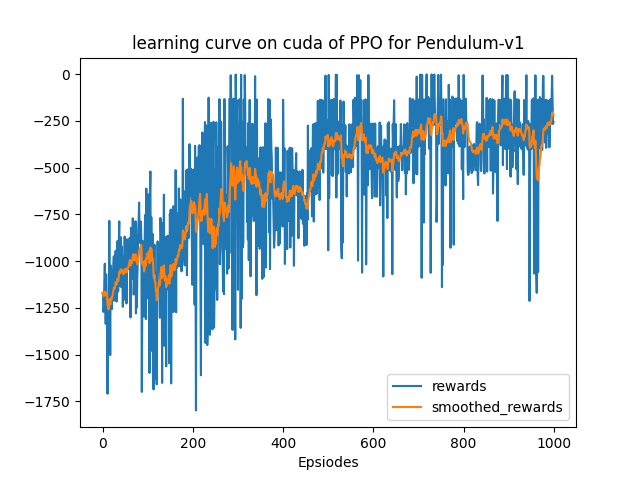 learning curve on cuda of PPO for Pendulum-v1
0
−250
−500
−750
−1000
−1250
−1500
−1750
rewards
smoothed_rewards
0 200 400 600 800 1000
Epsiodes